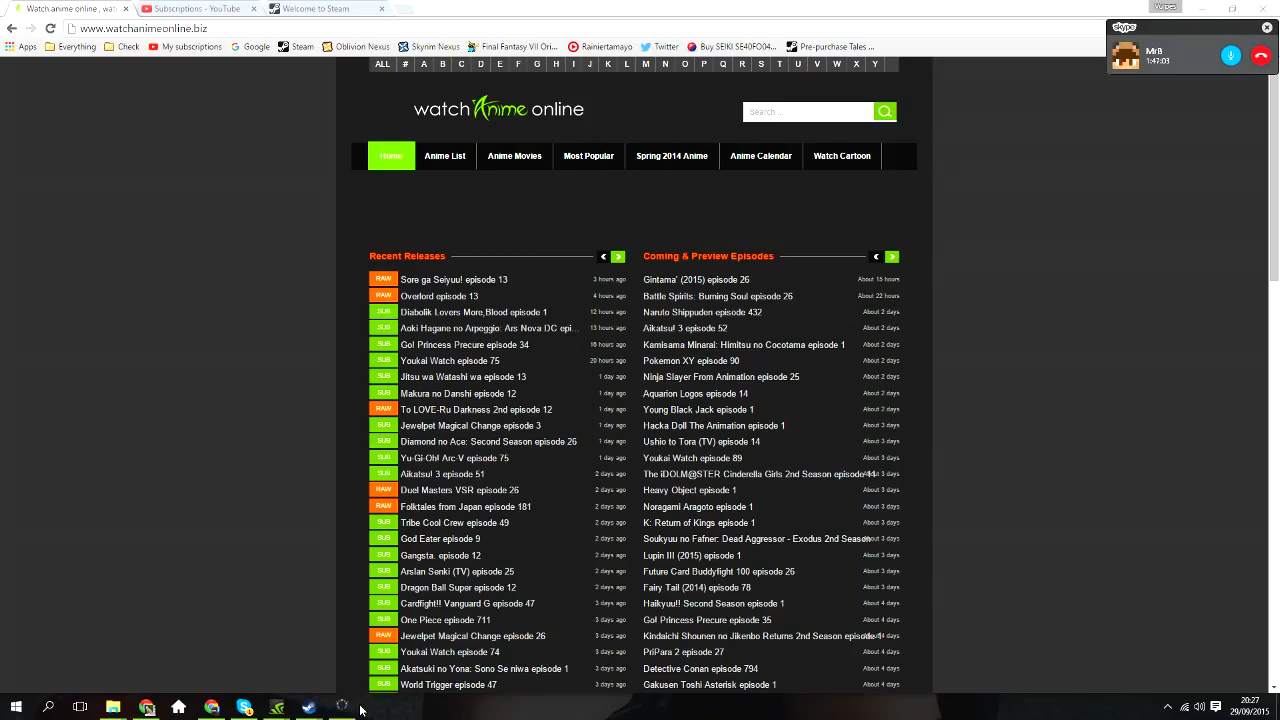 Watch anime online , wat
Subscriptions - YouTube
Welcome to Steam
Vulpes
www.watchanimeonline.biz
Apps
Everything
Check
My subscriptions
Google
Steam
Oblivion Nexus
Skyrim Nexus
Final Fantasy VII Ori...
Rainiertamayo
Twitter
Buy SEIKI SE40FO04...
Pre-purchase Tales ...
skype
MrB
1:47:03
ALL # A B C D E F G H I J K L M N O P Q R S T U V W X Y
watch Anime online
Search ...
Home
Anime List
Anime Movies
Most Popular
Spring 2014 Anime
Anime Calendar
Watch Cartoon
Recent Releases
RAW Sore ga Seiyuu! episode 13 3 hours ago
RAW Overlord episode 13 4 hours ago
SUB Diabolik Lovers More,Blood episode 1 12 hours ago
SUB Aoki Hagane no Arpeggio: Ars Nova DC epi... 13 hours ago
SUB Go! Princess Precure episode 34 16 hours ago
SUB Youkai Watch episode 75 20 hours ago
SUB Jitsu wa Watashi wa episode 13 1 day ago
SUB Makura no Danshi episode 12 1 day ago
RAW To LOVE-Ru Darkness 2nd episode 12 1 day ago
SUB Jewelpet Magical Change episode 3 1 day ago
SUB Diamond no Ace: Second Season episode 26 1 day ago
SUB Yu-Gi-Oh! Arc-V episode 75 1 day ago
SUB Aikatsu! 3 episode 51 2 days ago
RAW Duel Masters VSR episode 26 2 days ago
RAW Folktales from Japan episode 181 2 days ago
SUB Tribe Cool Crew episode 49 2 days ago
SUB God Eater episode 9 2 days ago
SUB Gangsta. episode 12 2 days ago
SUB Arslan Senki (TV) episode 25 2 days ago
SUB Dragon Ball Super episode 12 2 days ago
SUB Cardfight!! Vanguard G episode 47 3 days ago
SUB One Piece episode 711 3 days ago
RAW Jewelpet Magical Change episode 26 3 days ago
SUB Youkai Watch episode 74 3 days ago
SUB Akatsuki no Yona: Sono Se niwa episode 1 3 days ago
SUB World Trigger episode 47 3 days ago
Coming & Preview Episodes
Gintama' (2015) episode 26 About 15 hours
Battle Spirits: Burning Soul episode 26 About 22 hours
Naruto Shippuden episode 432 About 2 days
Aikatsu! 3 episode 52 About 2 days
Kamisama Minarai: Himitsu no Cocotama episode 1 About 2 days
Pokemon XY episode 90 About 2 days
Ninja Slayer From Animation episode 25 About 2 days
Aquarion Logos episode 14 About 2 days
Young Black Jack episode 1 About 2 days
Hacka Doll The Animation episode 1 About 2 days
Ushio to Tora (TV) episode 14 About 2 days
Youkai Watch episode 89 About 3 days
The iDOLM@STER Cinderella Girls 2nd Season episode About 3 days
Heavy Object episode 1 About 3 days
Noragami Aragoto episode 1 About 3 days
K: Return of Kings episode 1 About 3 days
Soukyuu no Fafner: Dead Aggressor - Exodus 2nd Season About 3 days
Lupin III (2015) episode 1 About 3 days
Future Card Buddyfight 100 episode 26 About 3 days
Fairy Tail (2014) episode 78 About 3 days
Haikyuu!! Second Season episode 1 About 4 days
Go! Princess Precure episode 35 About 4 days
Kindaichi Shounen no Jikenbo Returns 2nd Season episode About 4 days
PriPara 2 episode 27 About 4 days
Detective Conan episode 794 About 4 days
Gakusen Toshi Asterisk episode 1 About 4 days
20:27
29/09/2015